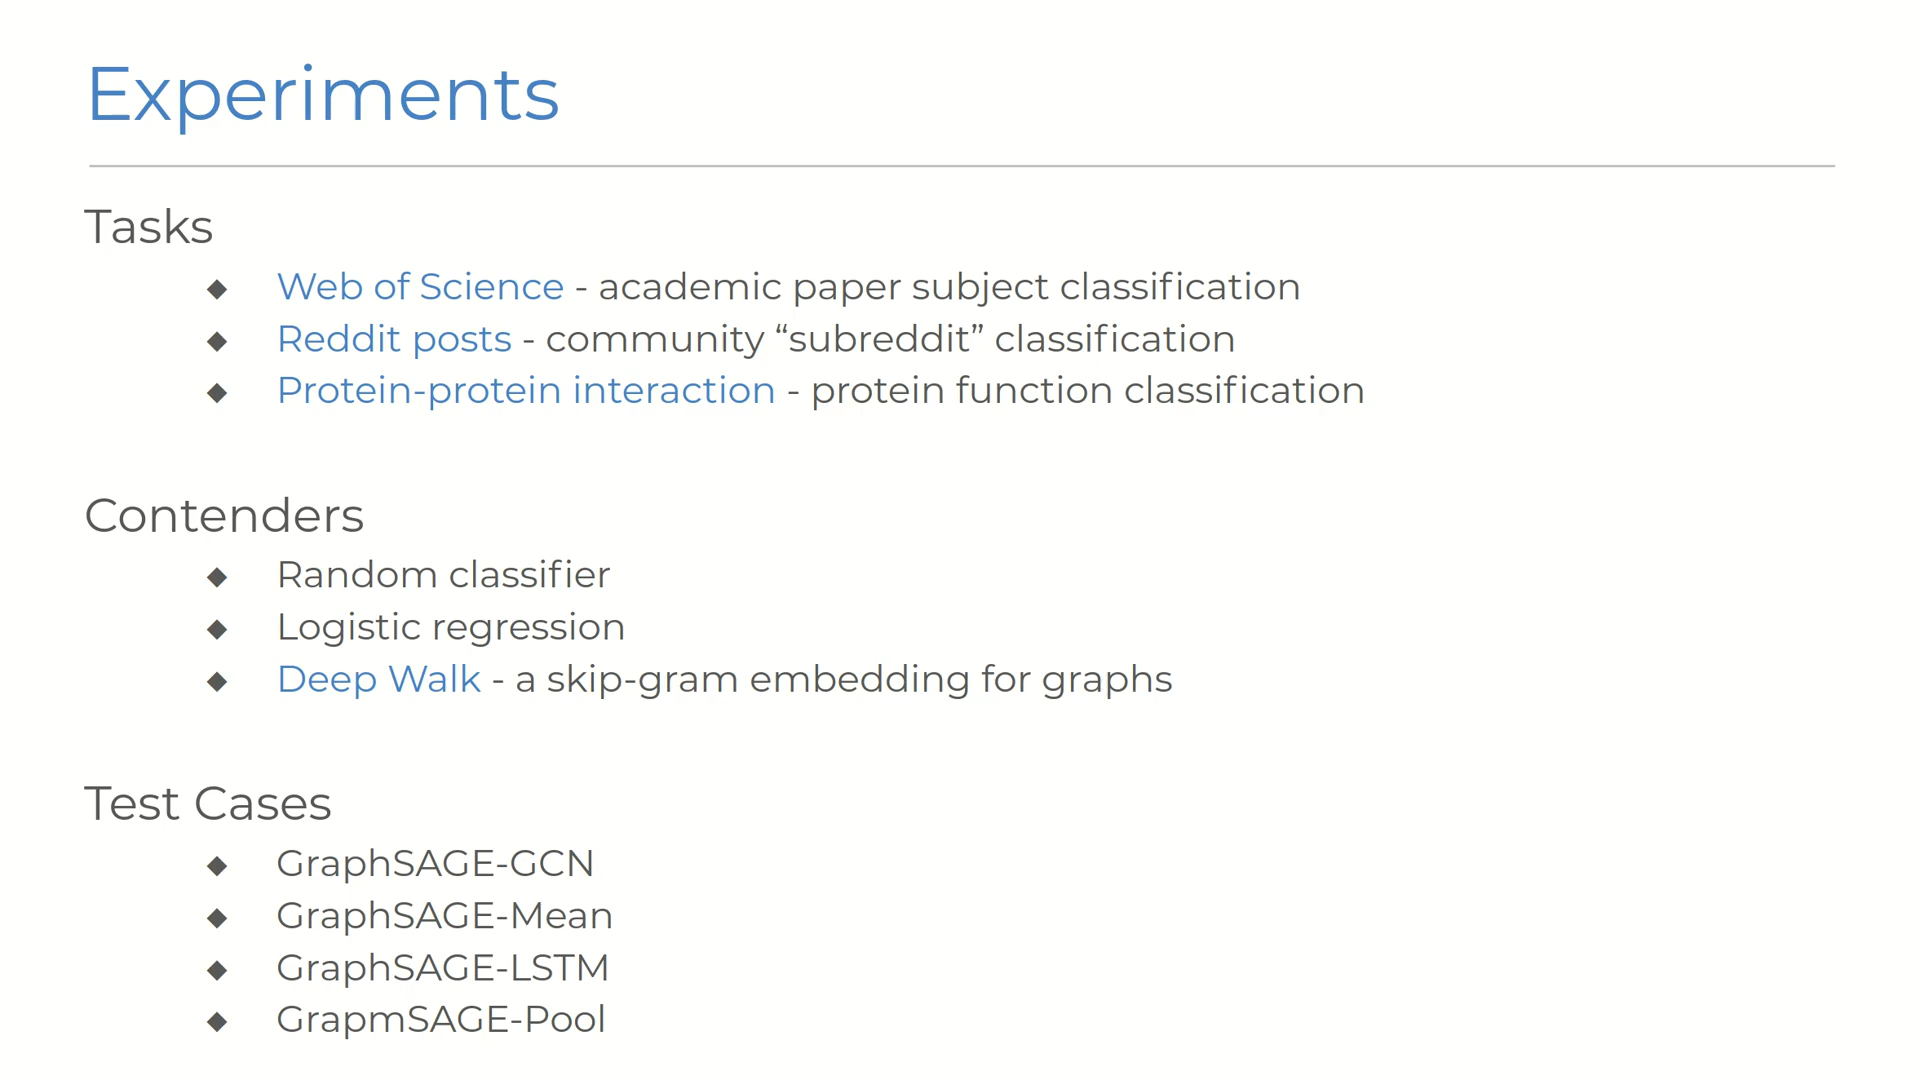 Experiments
Tasks
◆ Web of Science - academic paper subject classification
◆ Reddit posts - community “subreddit” classification
◆ Protein-protein interaction - protein function classification
Contenders
◆ Random classifier
◆ Logistic regression
◆ Deep Walk - a skip-gram embedding for graphs
Test Cases
◆ GraphSAGE-GCN
◆ GraphSAGE-Mean
◆ GraphSAGE-LSTM
◆ GrapmSAGE-Pool